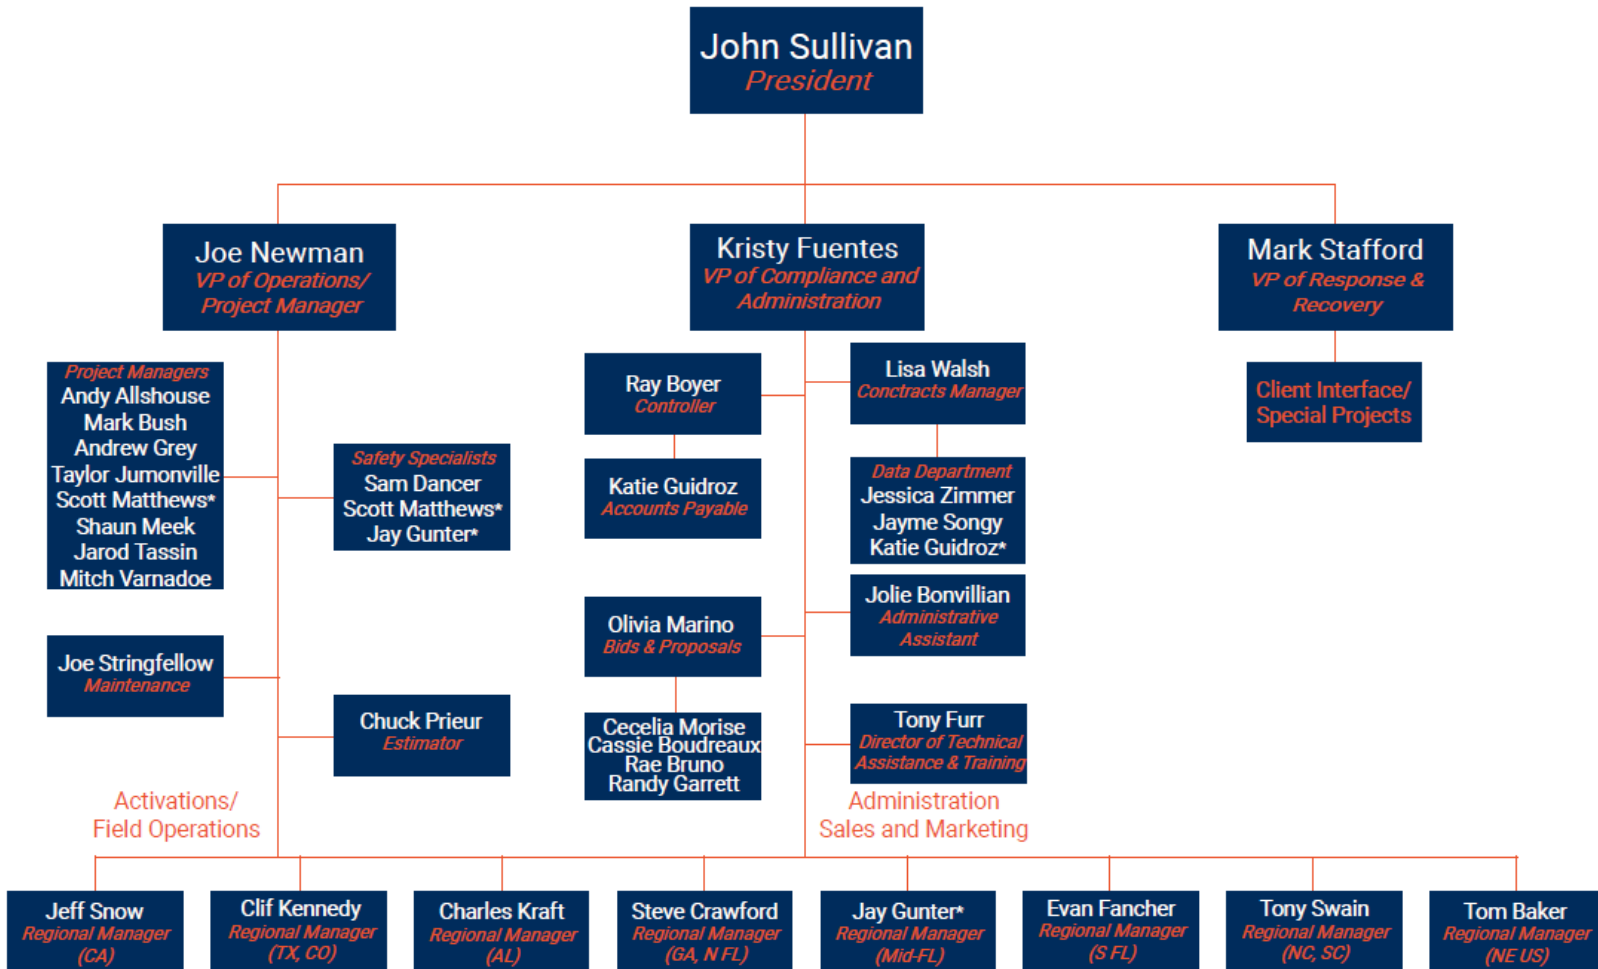 John Sullivan
President
Joe Newman
VP of Operations/
Project Manager
Kristy Fuentes
VP of Compliance and
Administration
Mark Stafford
VP of Response &
Recovery
Project Managers
Andy Allshouse
Mark Bush
Andrew Grey
Taylor Jumonville
Scott Matthews*
Shaun Meek
Jarod Tassin
Mitch Varnadoe
Safety Specialists
Sam Dancer
Scott Matthews*
Jay Gunter*
Joe Stringfellow
Maintenance
Chuck Prieur
Estimator
Ray Boyer
Controller
Katie Guidroz
Accounts Payable
Olivia Marino
Bids & Proposals
Cecelia Morise
Cassie Boudreaux
Rae Bruno
Randy Garrett
Lisa Walsh
Conctracts Manager
Data Department
Jessica Zimmer
Jayme Songy
Katie Guidroz*
Jolie Bonvillian
Administrative
Assistant
Tony Furr
Director of Technical
Assistance & Training
Client Interface/
Special Projects
Activations/
Field Operations
Administration
Sales and Marketing
Jeff Snow
Regional Manager
(CA)
Clif Kennedy
Regional Manager
(TX, CO)
Charles Kraft
Regional Manager
(AL)
Steve Crawford
Regional Manager
(GA, N FL)
Jay Gunter*
Regional Manager
(Mid-FL)
Evan Fancher
Regional Manager
(S FL)
Tony Swain
Regional Manager
(NC, SC)
Tom Baker
Regional Manager
(NE US)